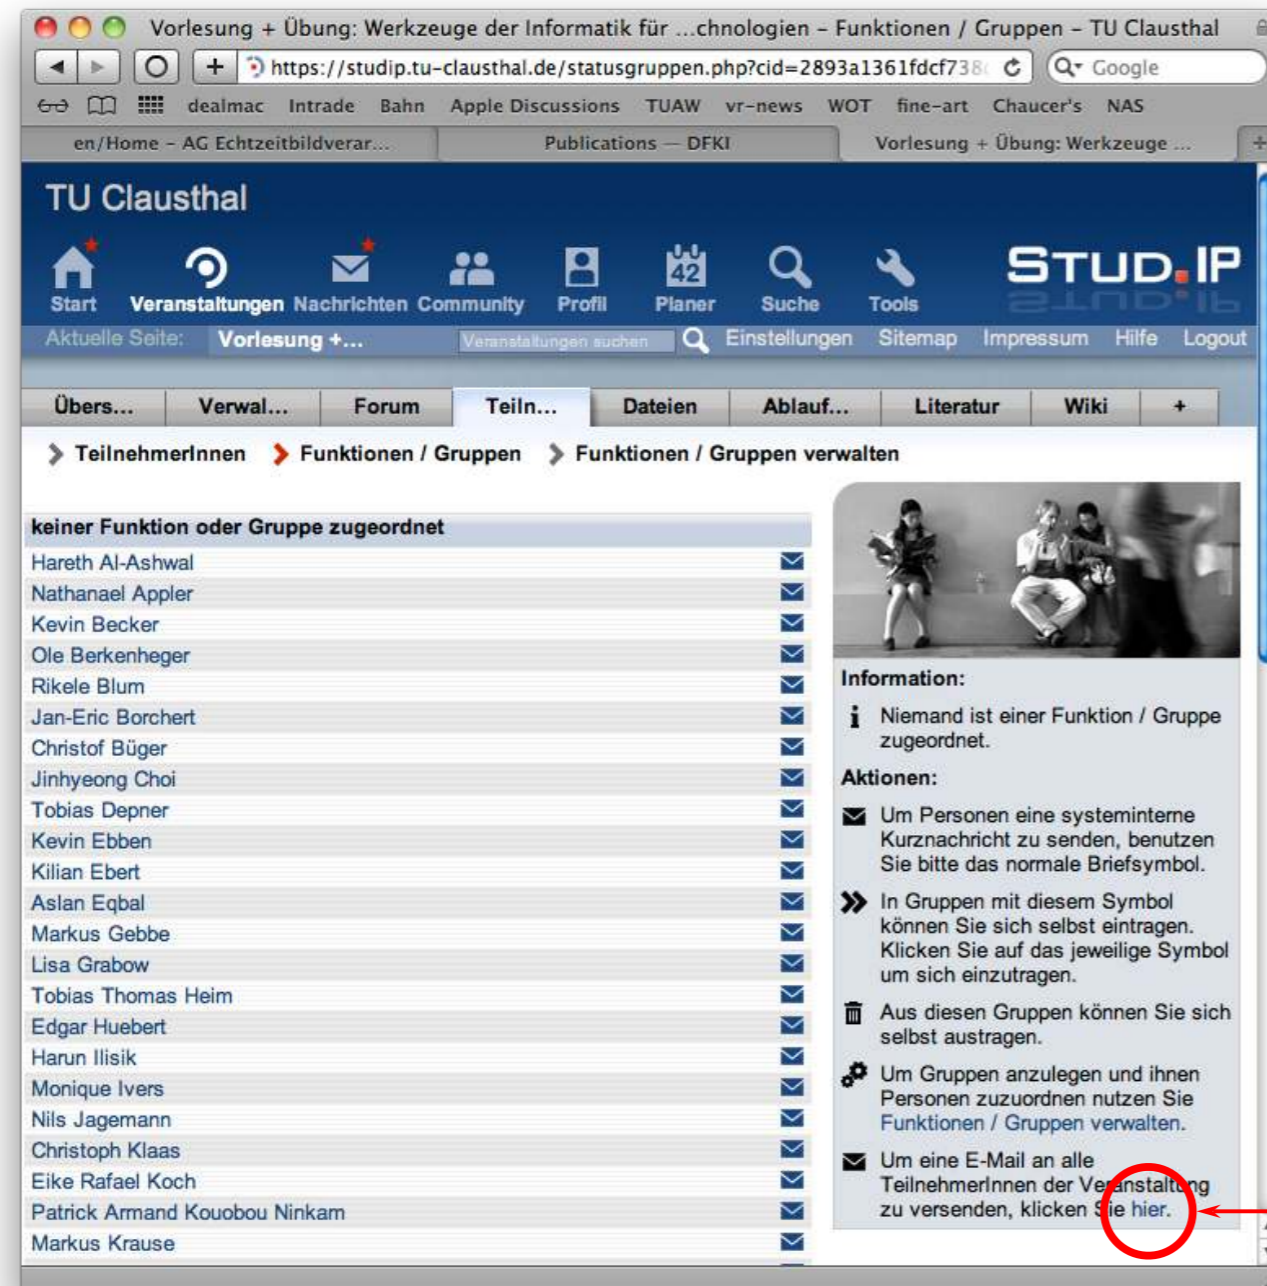 Vorlesung + Übung: Werkzeuge der Informatik für ...chnologien – Funktionen / Gruppen – TU Clausthal
https://studip.tu-clausthal.de/statusgruppen.php?cid=2893a1361fdcf738
Google
dealmac Intrade Bahn Apple Discussions TUAW vr-news WOT fine-art Chaucer's NAS
en/Home – AG Echtzeitbildverar... Publications — DFKI Vorlesung + Übung: Werkzeuge ...
TU Clausthal
42
STUD.IP
Start Veranstaltungen Nachrichten Community Profil Planer Suche Tools
Aktuelle Seite: Vorlesung +... Veranstaltungen suchen Einstellungen Sitemap Impressum Hilfe Logout
Übers... Verwal... Forum Teiln... Dateien Ablauf... Literatur Wiki +
TeilnehmerInnen Funktionen / Gruppen Funktionen / Gruppen verwalten
keiner Funktion oder Gruppe zugeordnet
Hareth Al-Ashwal
Nathanael Appler
Kevin Becker
Ole Berkenheger
Rikele Blum
Jan-Eric Borchert
Christof Büger
Jinhyeong Choi
Tobias Depner
Kevin Ebben
Kilian Ebert
Aslan Eqbal
Markus Gebbe
Lisa Grabow
Tobias Thomas Heim
Edgar Huebert
Harun Ilisik
Monique Ivers
Nils Jagemann
Christoph Klaas
Eike Rafael Koch
Patrick Armand Kouobou Ninkam
Markus Krause
Information:
Niemand ist einer Funktion / Gruppe
zugeordnet.
Aktionen:
Um Personen eine systeminterne
Kurznachricht zu senden, benutzen
Sie bitte das normale Briefsymbol.
In Gruppen mit diesem Symbol
können Sie sich selbst eintragen.
Klicken Sie auf das jeweilige Symbol
um sich einzutragen.
Aus diesen Gruppen können Sie sich
selbst austragen.
Um Gruppen anzulegen und ihnen
Personen zuzuordnen nutzen Sie
Funktionen / Gruppen verwalten.
Um eine E-Mail an alle
TeilnehmerInnen der Veranstaltung
zu versenden, klicken Sie hier.